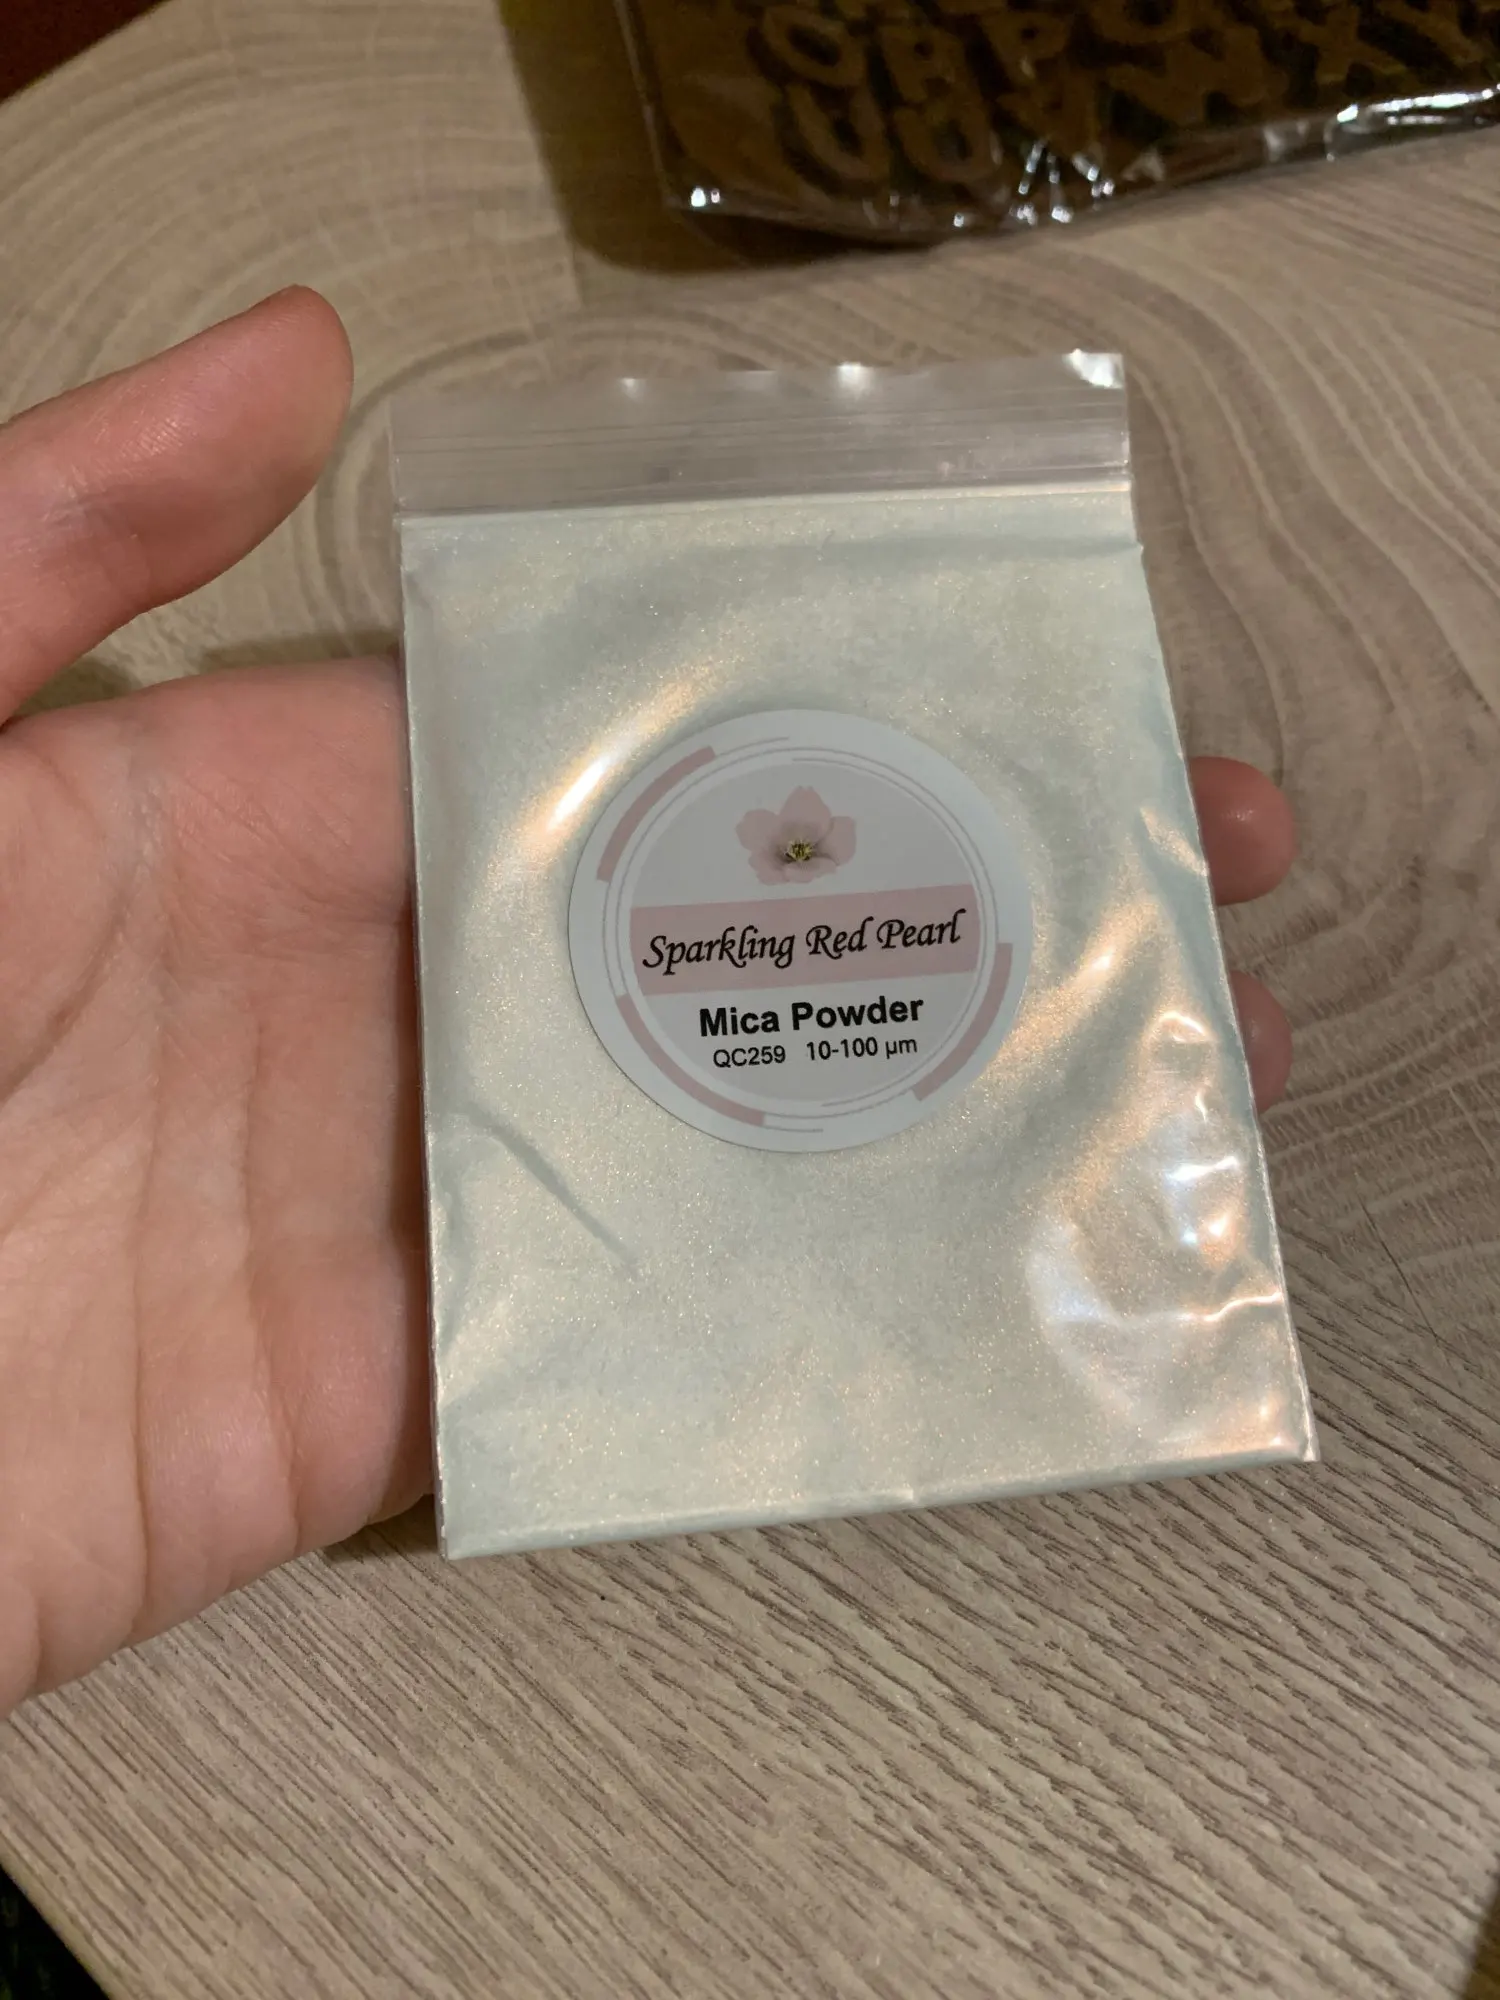 Sparkling Red Pearl
Mica Powder
QC259 10-100 µm